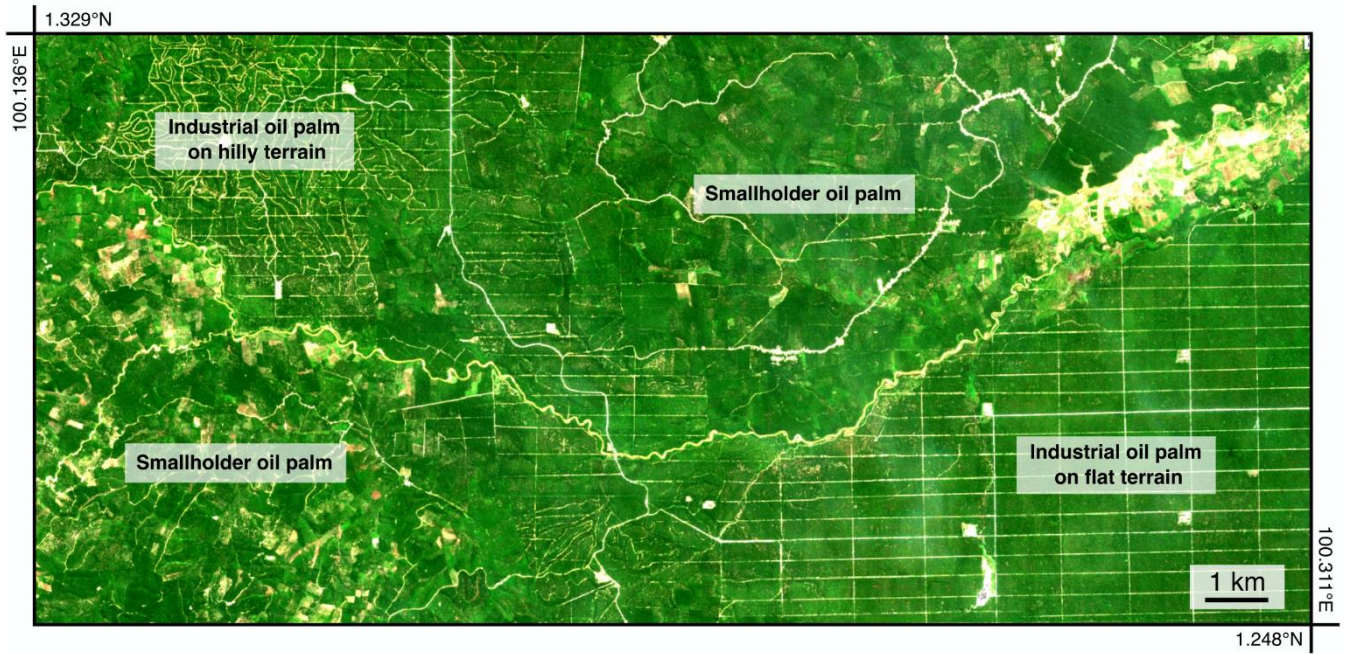 1.329°N
100.136°E
Industrial oil palm
on hilly terrain
Smallholder oil palm
Smallholder oil palm
Industrial oil palm
on flat terrain
1 km
100.311°E
1.248°N